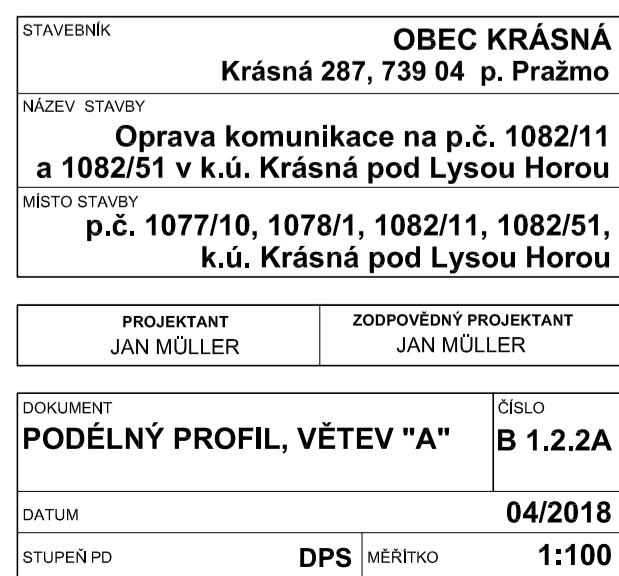 STAVEBNÍK
OBEC KRÁSNÁ
Krásná 287, 739 04 p. Pražmo
NÁZEV STAVBY
Oprava komunikace na p.č. 1082/11
a 1082/51 v k.ú. Krásná pod Lysou Horou
MÍSTO STAVBY
p.č. 1077/10, 1078/1, 1082/11, 1082/51,
k.ú. Krásná pod Lysou Horou
PROJEKTANT ZODPOVĚDNÝ PROJEKTANT
JAN MÜLLER JAN MÜLLER
DOKUMENT ČÍSLO
PODÉLNÝ PROFIL, VĚTEV "A" B 1.2.2A
DATUM 04/2018
STUPEŇ PD DPS MĚŘÍTKO 1:100